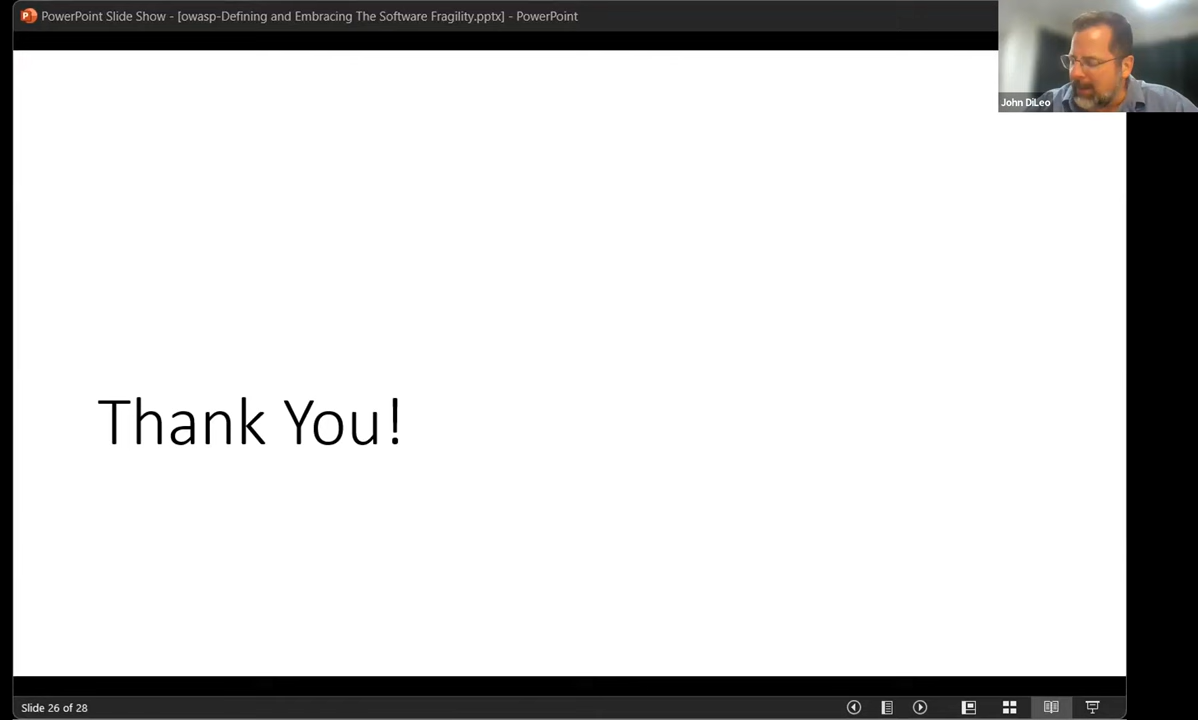 PowerPoint Slide Show - [owasp-Defining and Embracing The Software Fragility.pptx] - PowerPoint
John DiLeo
Thank You!
Slide 26 of 28